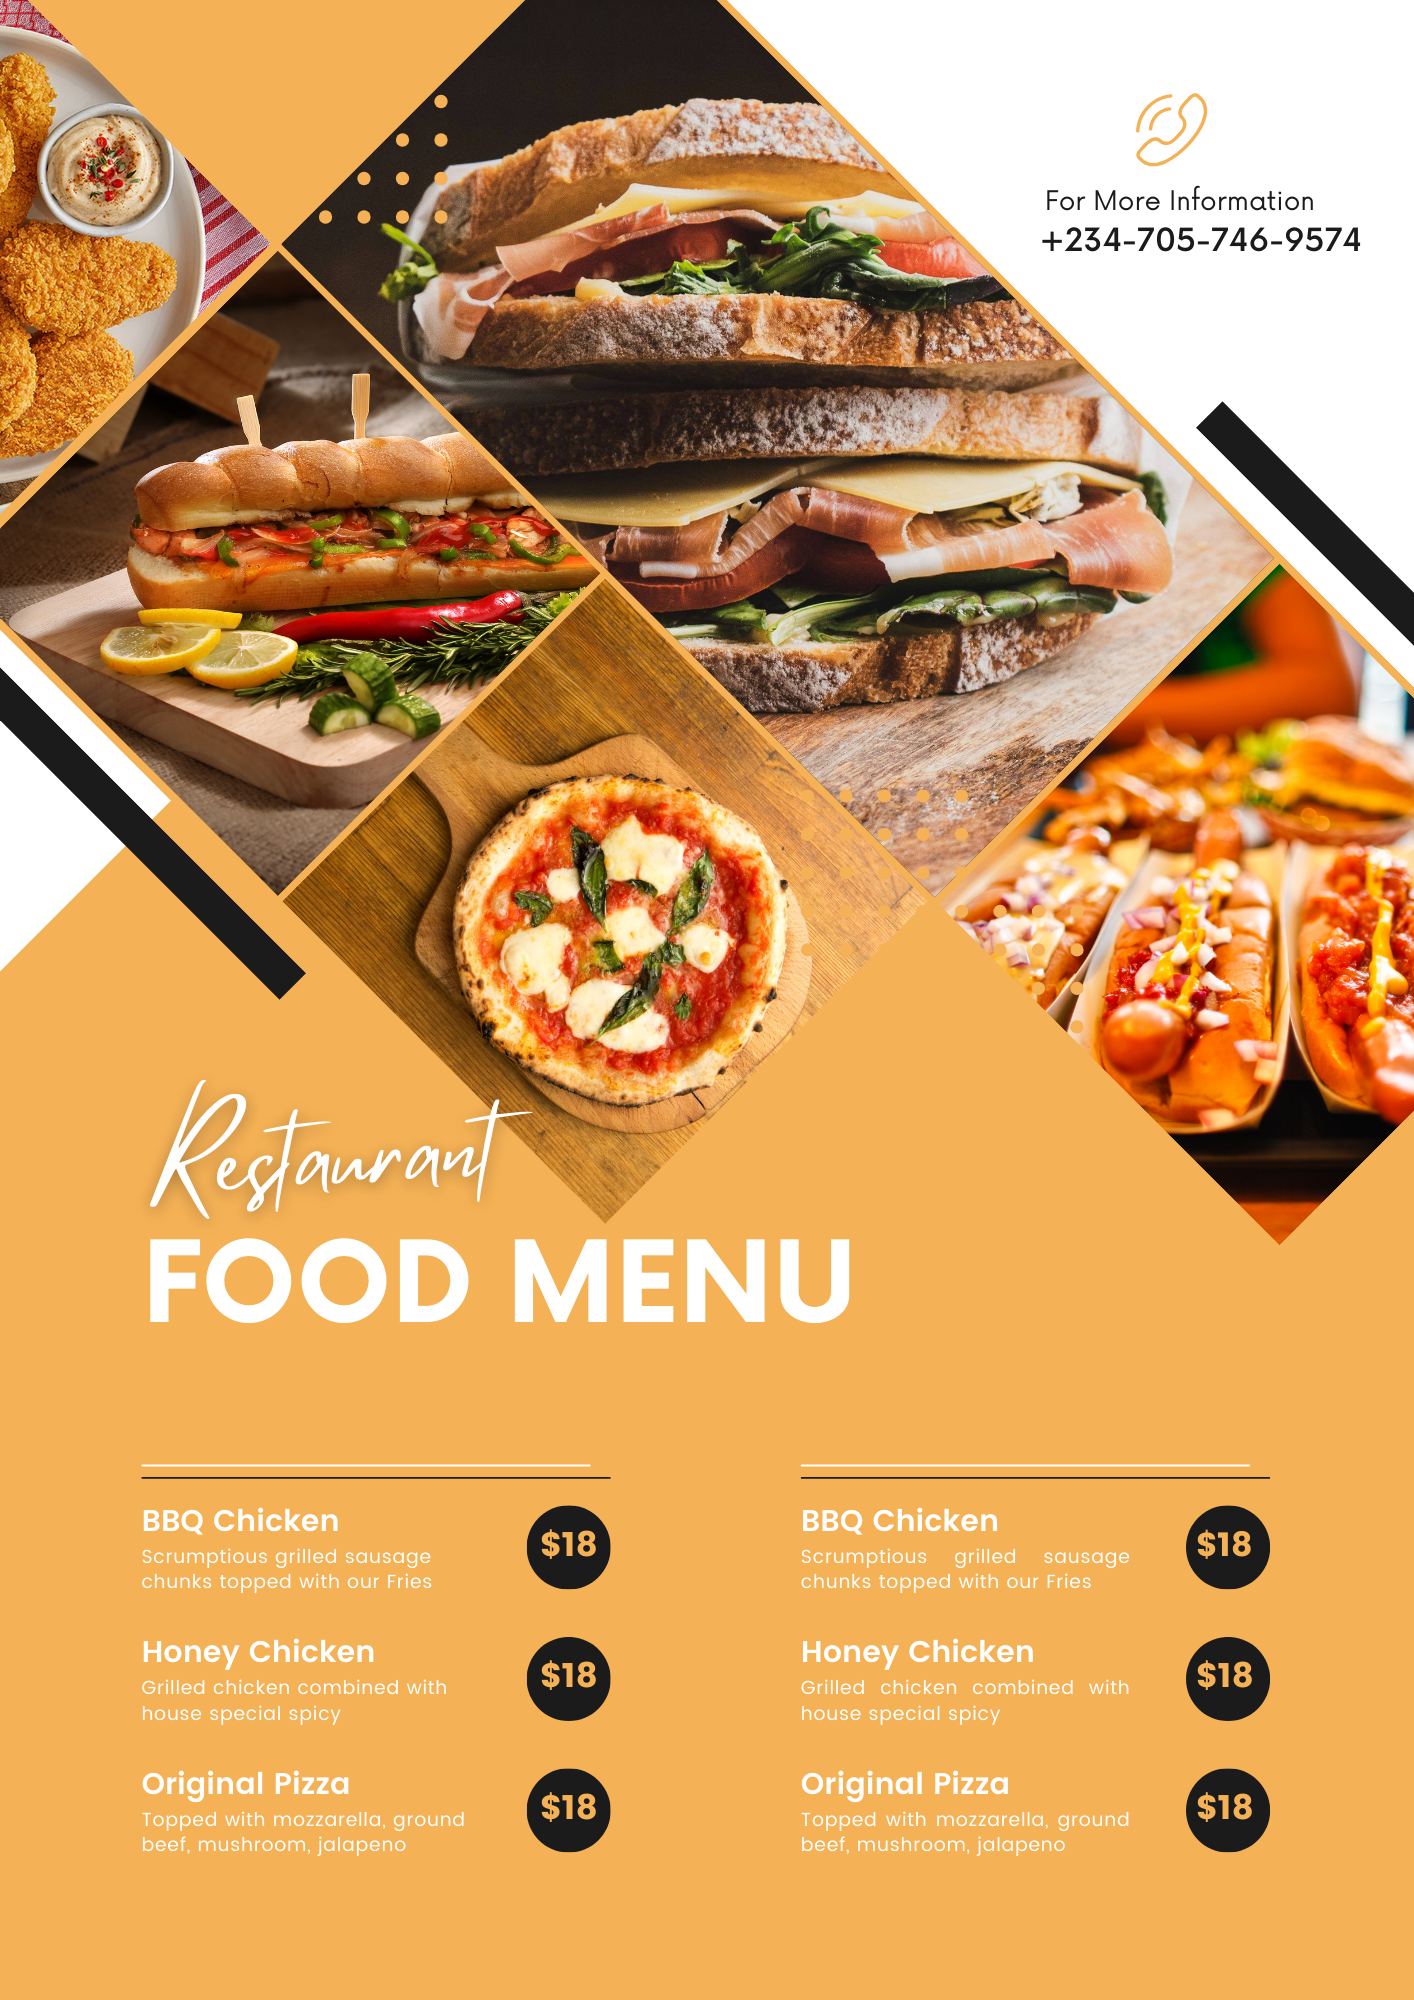 For More Information
+234-705-746-9574
Restaurant
FOOD MENU
BBQ Chicken
$18
Scrumptious grilled sausage
chunks topped with our Fries
Honey Chicken
$18
Grilled chicken combined with
house special spicy
Original Pizza
$18
Topped with mozzarella, ground
beef, mushroom, jalapeno
BBQ Chicken
$18
Scrumptious grilled sausage
chunks topped with our Fries
Honey Chicken
$18
Grilled chicken combined with
house special spicy
Original Pizza
$18
Topped with mozzarella, ground
beef, mushroom, jalapeno